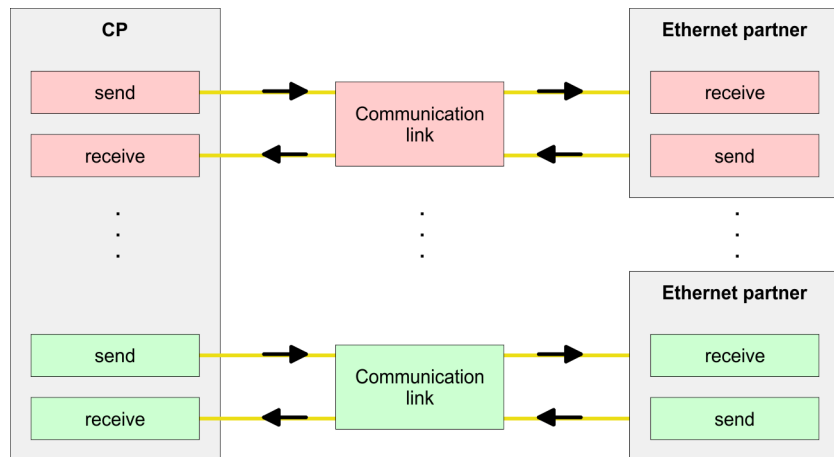 CP
Ethernet partner
send
receive
Communication
link
receive
send
Ethernet partner
send
receive
Communication
link
receive
send